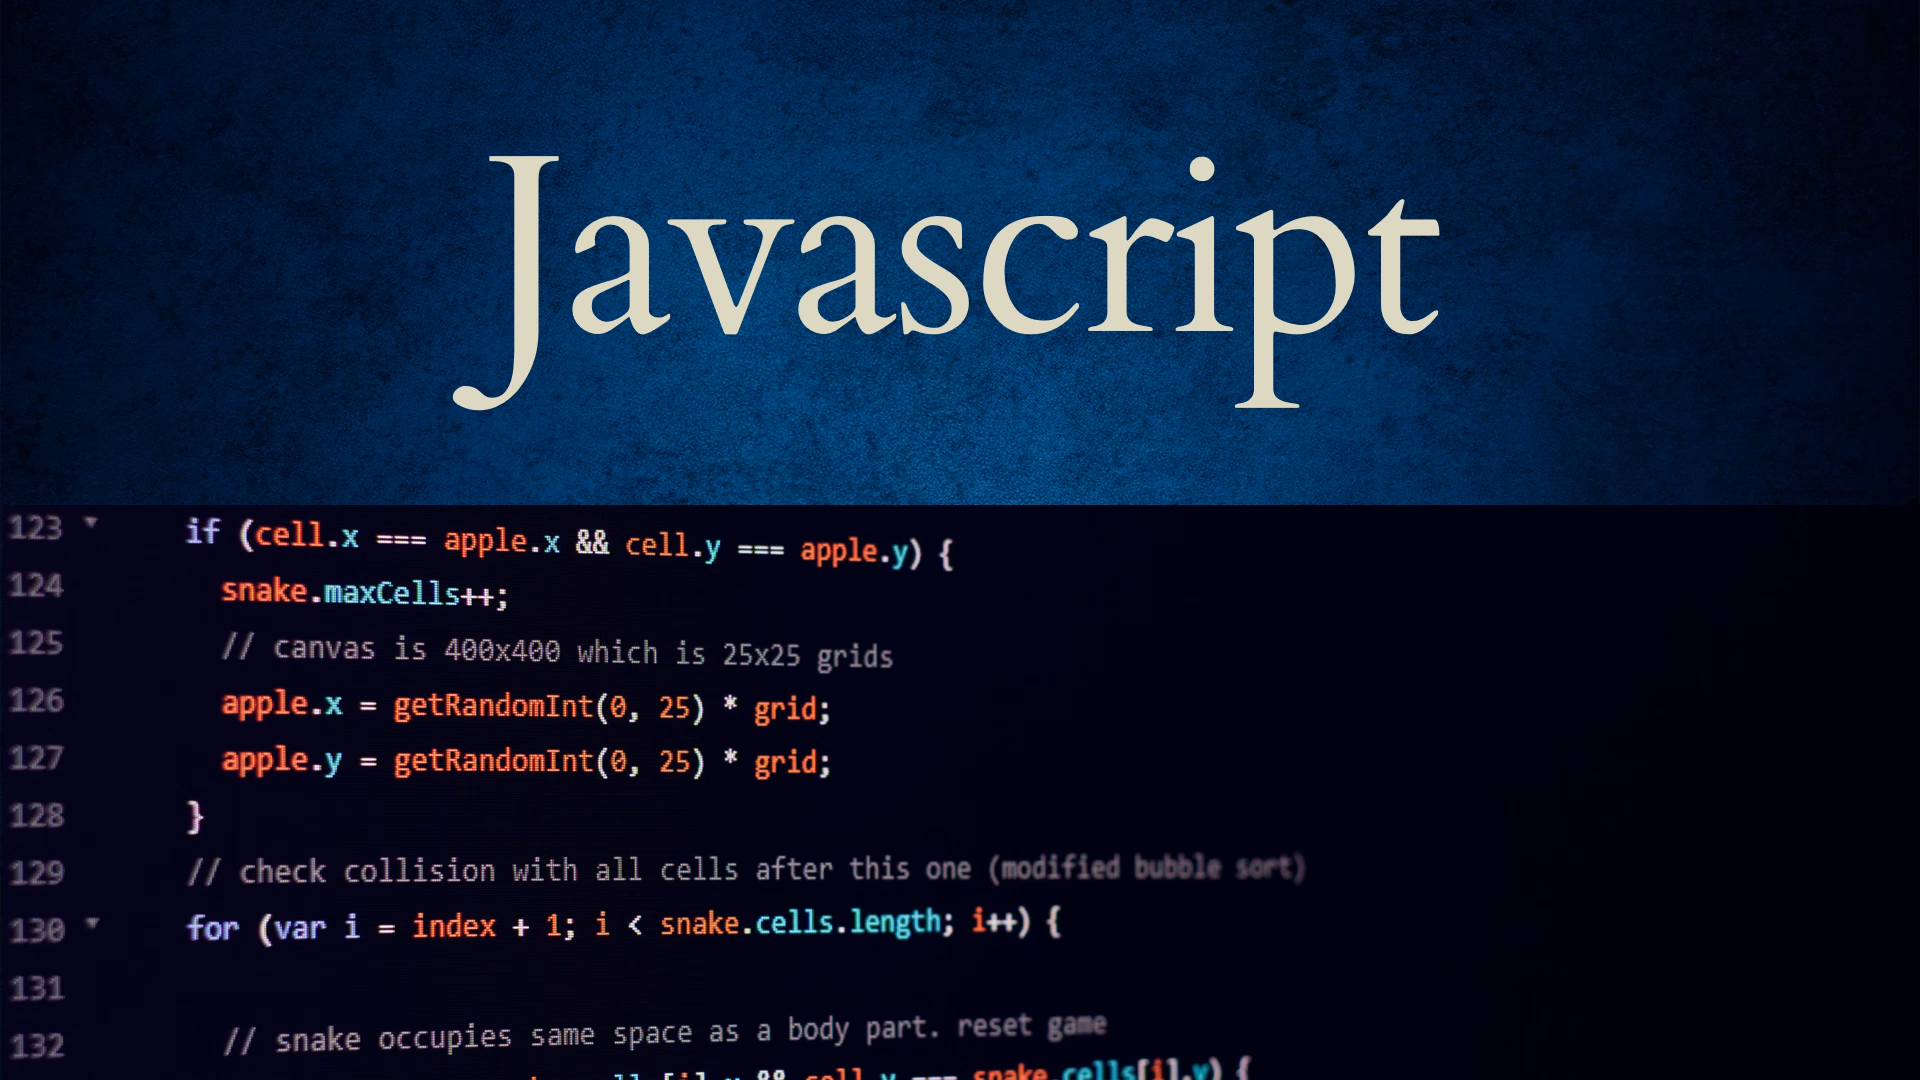 Javascript
123 if (cell.x === apple.x && cell.y === apple.y) {
124 snake.maxCells++;
125 // canvas is 400x400 which is 25x25 grids
126 apple.x = getRandomInt(0, 25) * grid;
127 apple.y = getRandomInt(0, 25) * grid;
128 }
129 // check collision with all cells after this one (modified bubble sort)
130 for (var i = index + 1; i < snake.cells.length; i++) {
131
132 // snake occupies same space as a body part. reset game
&& cell.y === snake.cells[i].y) {